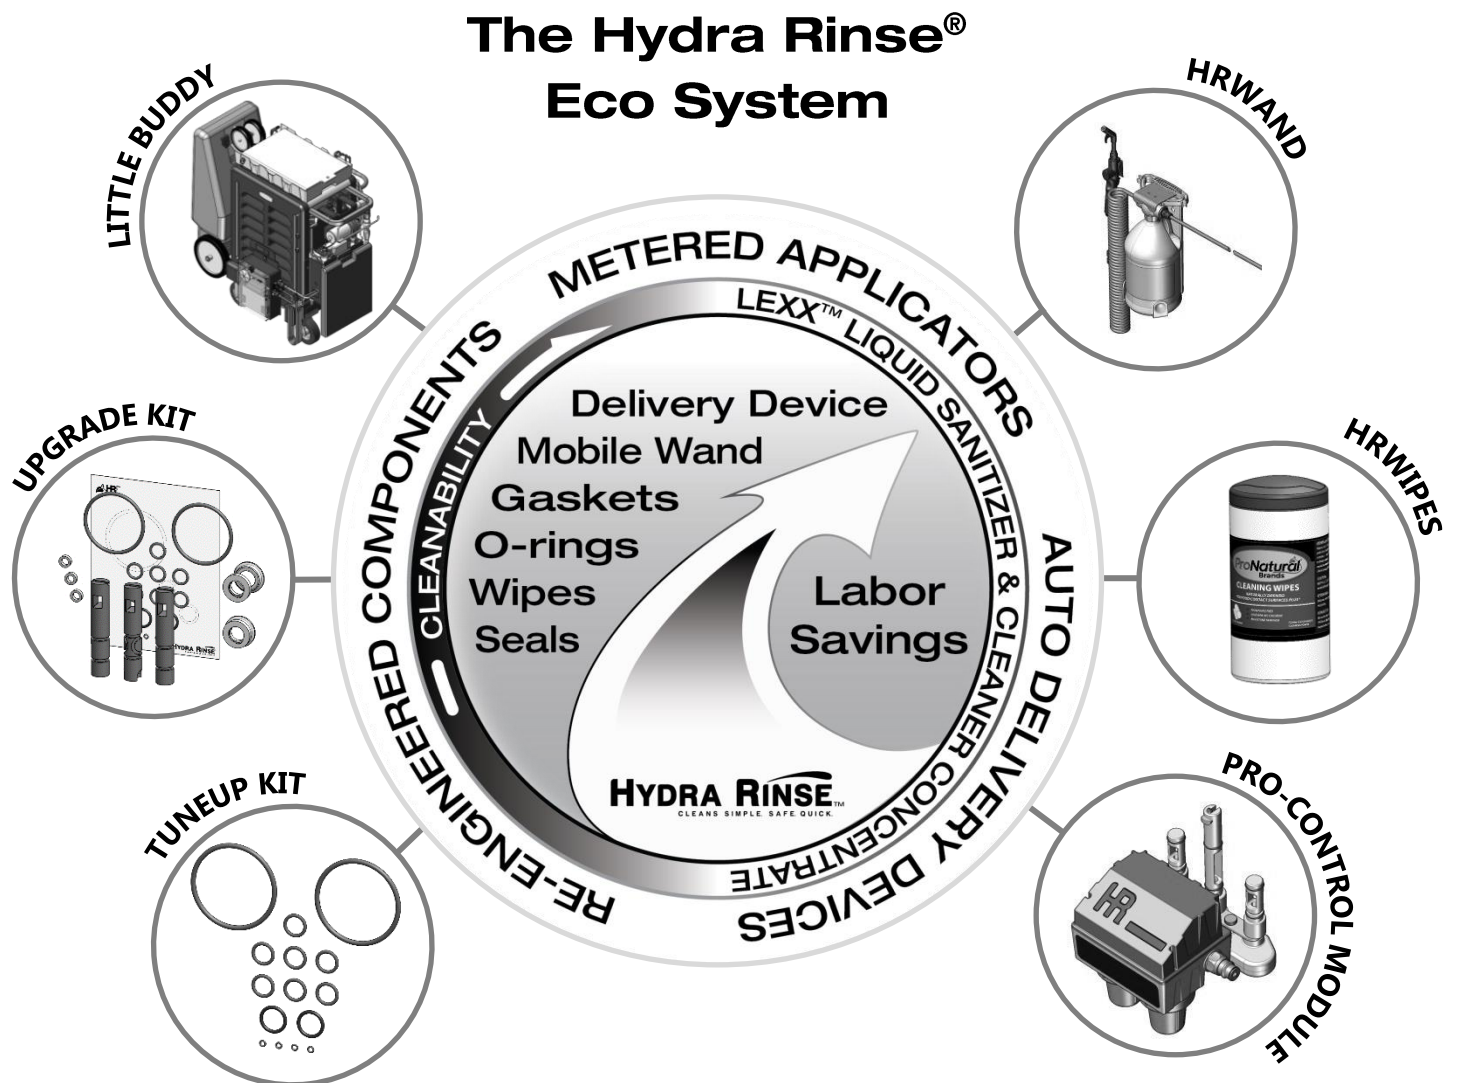 The Hydra Rinse®
Eco System
LITTLE BUDDY
HRWAND
UPGRADE KIT
HRWIPES
TUNEUP KIT
PRO-CONTROL MODULE
METERED APPLICATORS
AUTO DELIVERY DEVICES
RE-ENGINEERED COMPONENTS
LEXX™ LIQUID SANITIZER & CLEANER CONCENTRATE
CLEANABILITY
Delivery Device
Mobile Wand
Gaskets
O-rings
Wipes
Seals
Labor
Savings
HYDRA RINSE™
CLEANS SIMPLE. SAFE. QUICK.
HR
HYDRA RINSE
ProNatural
Brands
CLEANING WIPES
HR